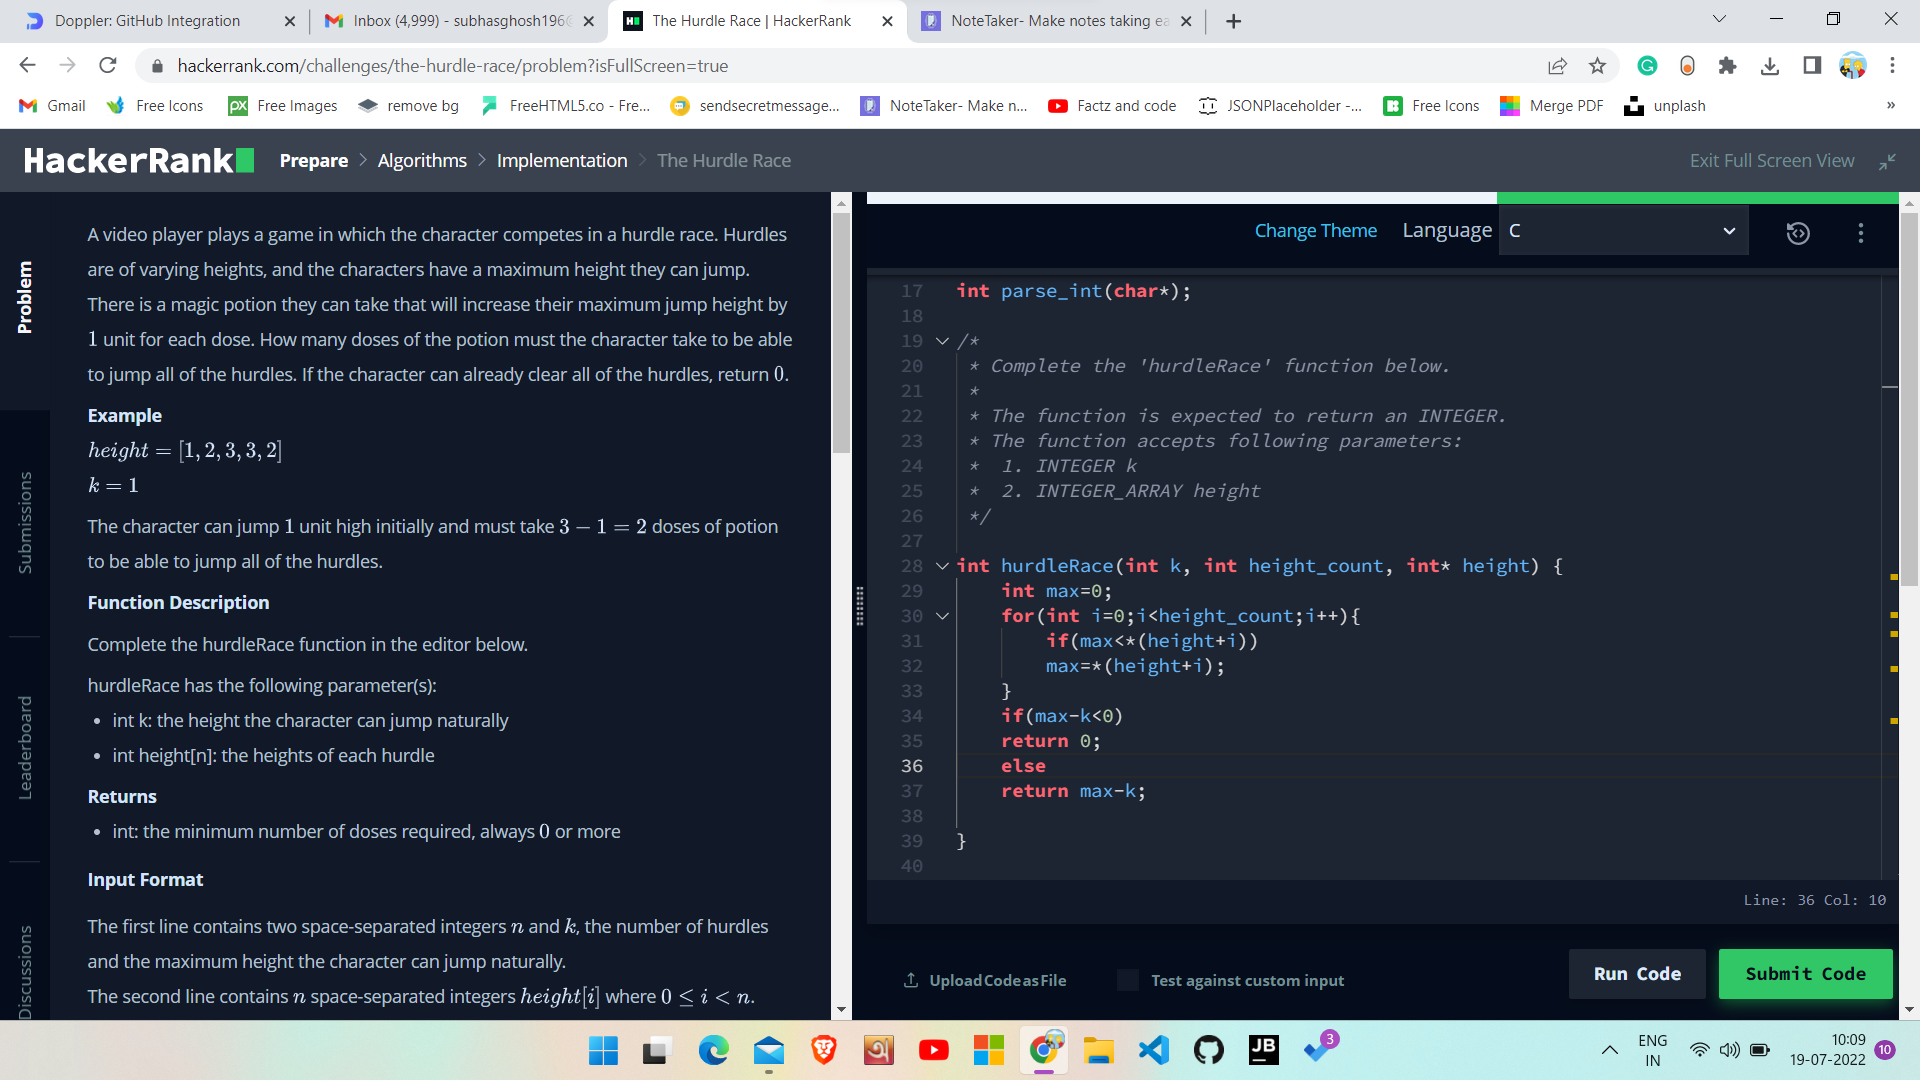 Doppler: GitHub Integration
Inbox (4,999) - subhasghosh196
The Hurdle Race | HackerRank
NoteTaker- Make notes taking ea
hackerrank.com/challenges/the-hurdle-race/problem?isFullScreen=true
Gmail
Free Icons
Free Images
remove bg
FreeHTML5.co - Fre...
sendsecretmessage...
NoteTaker- Make n...
Factz and code
JSONPlaceholder -...
Free Icons
Merge PDF
unplash
»
HackerRank
Prepare > Algorithms > Implementation > The Hurdle Race
Exit Full Screen View
Problem
Submissions
Leaderboard
Discussions
A video player plays a game in which the character competes in a hurdle race. Hurdles
are of varying heights, and the characters have a maximum height they can jump.
There is a magic potion they can take that will increase their maximum jump height by
1 unit for each dose. How many doses of the potion must the character take to be able
to jump all of the hurdles. If the character can already clear all of the hurdles, return 0.
Example
height = [1, 2, 3, 3, 2]
k = 1
The character can jump 1 unit high initially and must take 3 − 1 = 2 doses of potion
to be able to jump all of the hurdles.
Function Description
Complete the hurdleRace function in the editor below.
hurdleRace has the following parameter(s):
• int k: the height the character can jump naturally
• int height[n]: the heights of each hurdle
Returns
• int: the minimum number of doses required, always 0 or more
Input Format
The first line contains two space-separated integers n and k, the number of hurdles
and the maximum height the character can jump naturally.
The second line contains n space-separated integers height[i] where 0 ≤ i < n.
Change Theme
Language
C
17 int parse_int(char*);
18
19 /*
20 * Complete the 'hurdleRace' function below.
21 *
22 * The function is expected to return an INTEGER.
23 * The function accepts following parameters:
24 *  1. INTEGER k
25 *  2. INTEGER_ARRAY height
26 */
27
28 int hurdleRace(int k, int height_count, int* height) {
29     int max=0;
30     for(int i=0;i<height_count;i++){
31         if(max<*(height+i))
32         max=*(height+i);
33     }
34     if(max-k<0)
35     return 0;
36     else
37     return max-k;
38
39 }
40
Line: 36 Col: 10
Upload Code as File
Test against custom input
Run Code
Submit Code
অ
JB
3
ENG
IN
10:09
19-07-2022
10